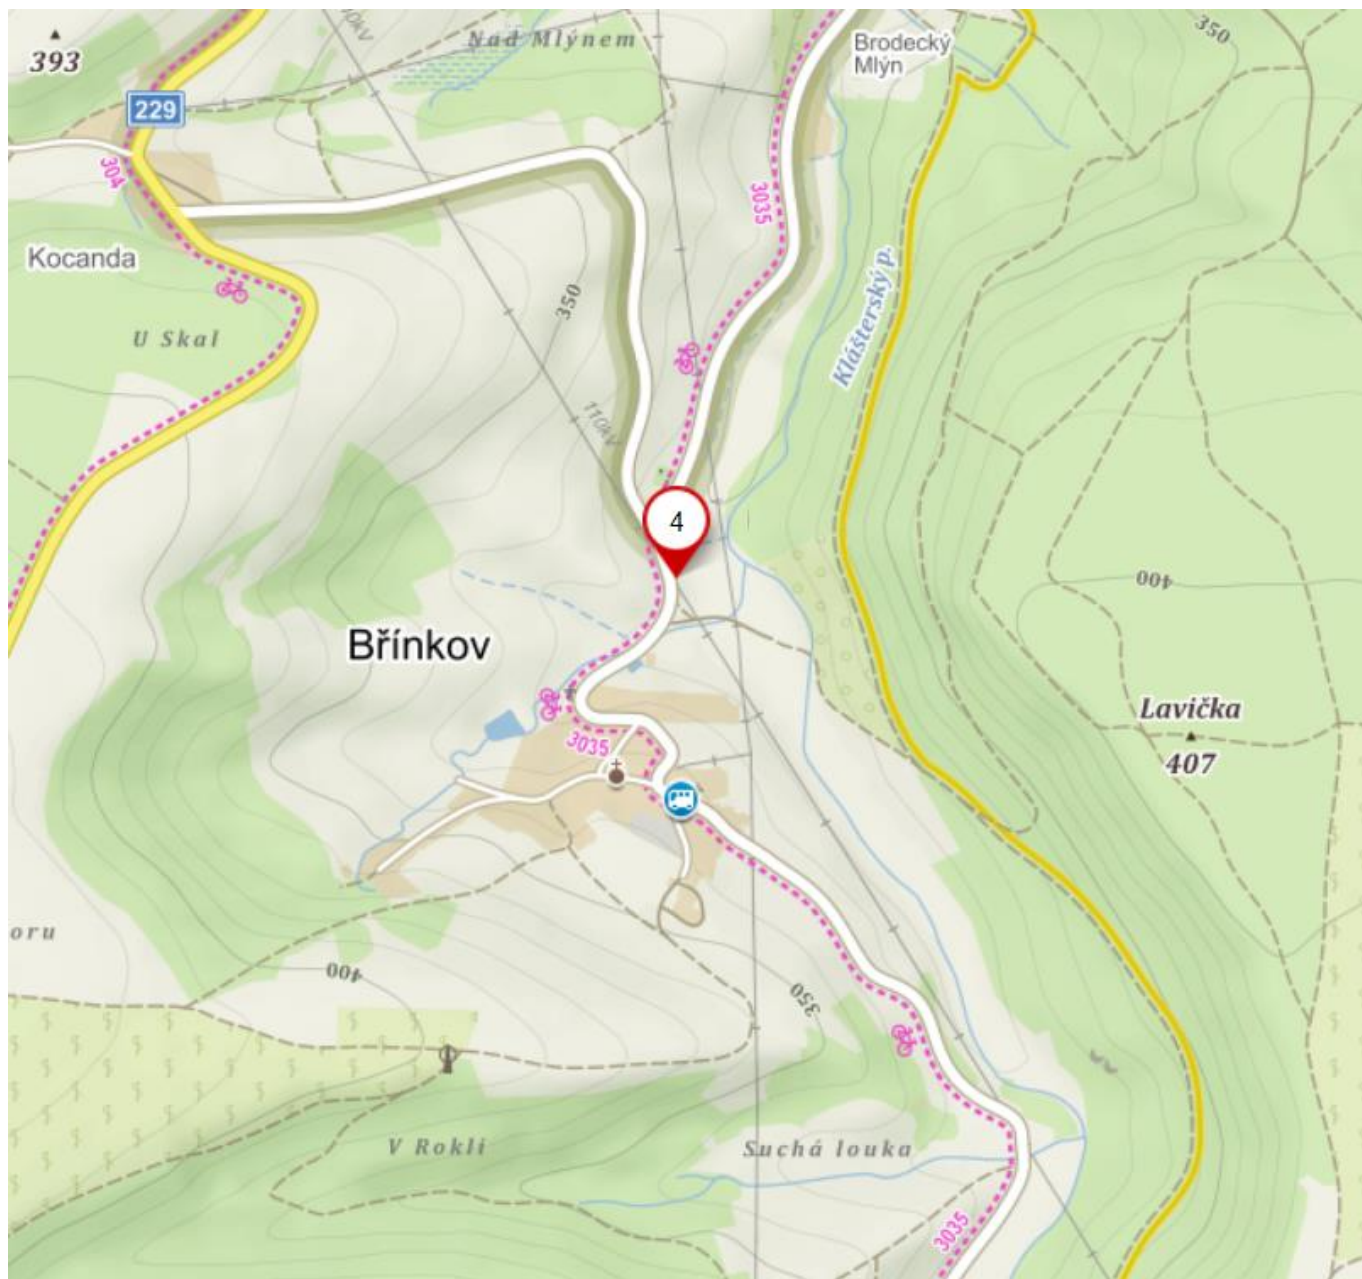 110kV
Nad Mlýnem
Brodecký
Mlýn
350
393
229
304
3035
Kocanda
Klášterský p.
350
U Skal
110kV
4
400
Břínkov
Lavička
407
3035
oru
400
350
V Rokli
Suchá louka
3035